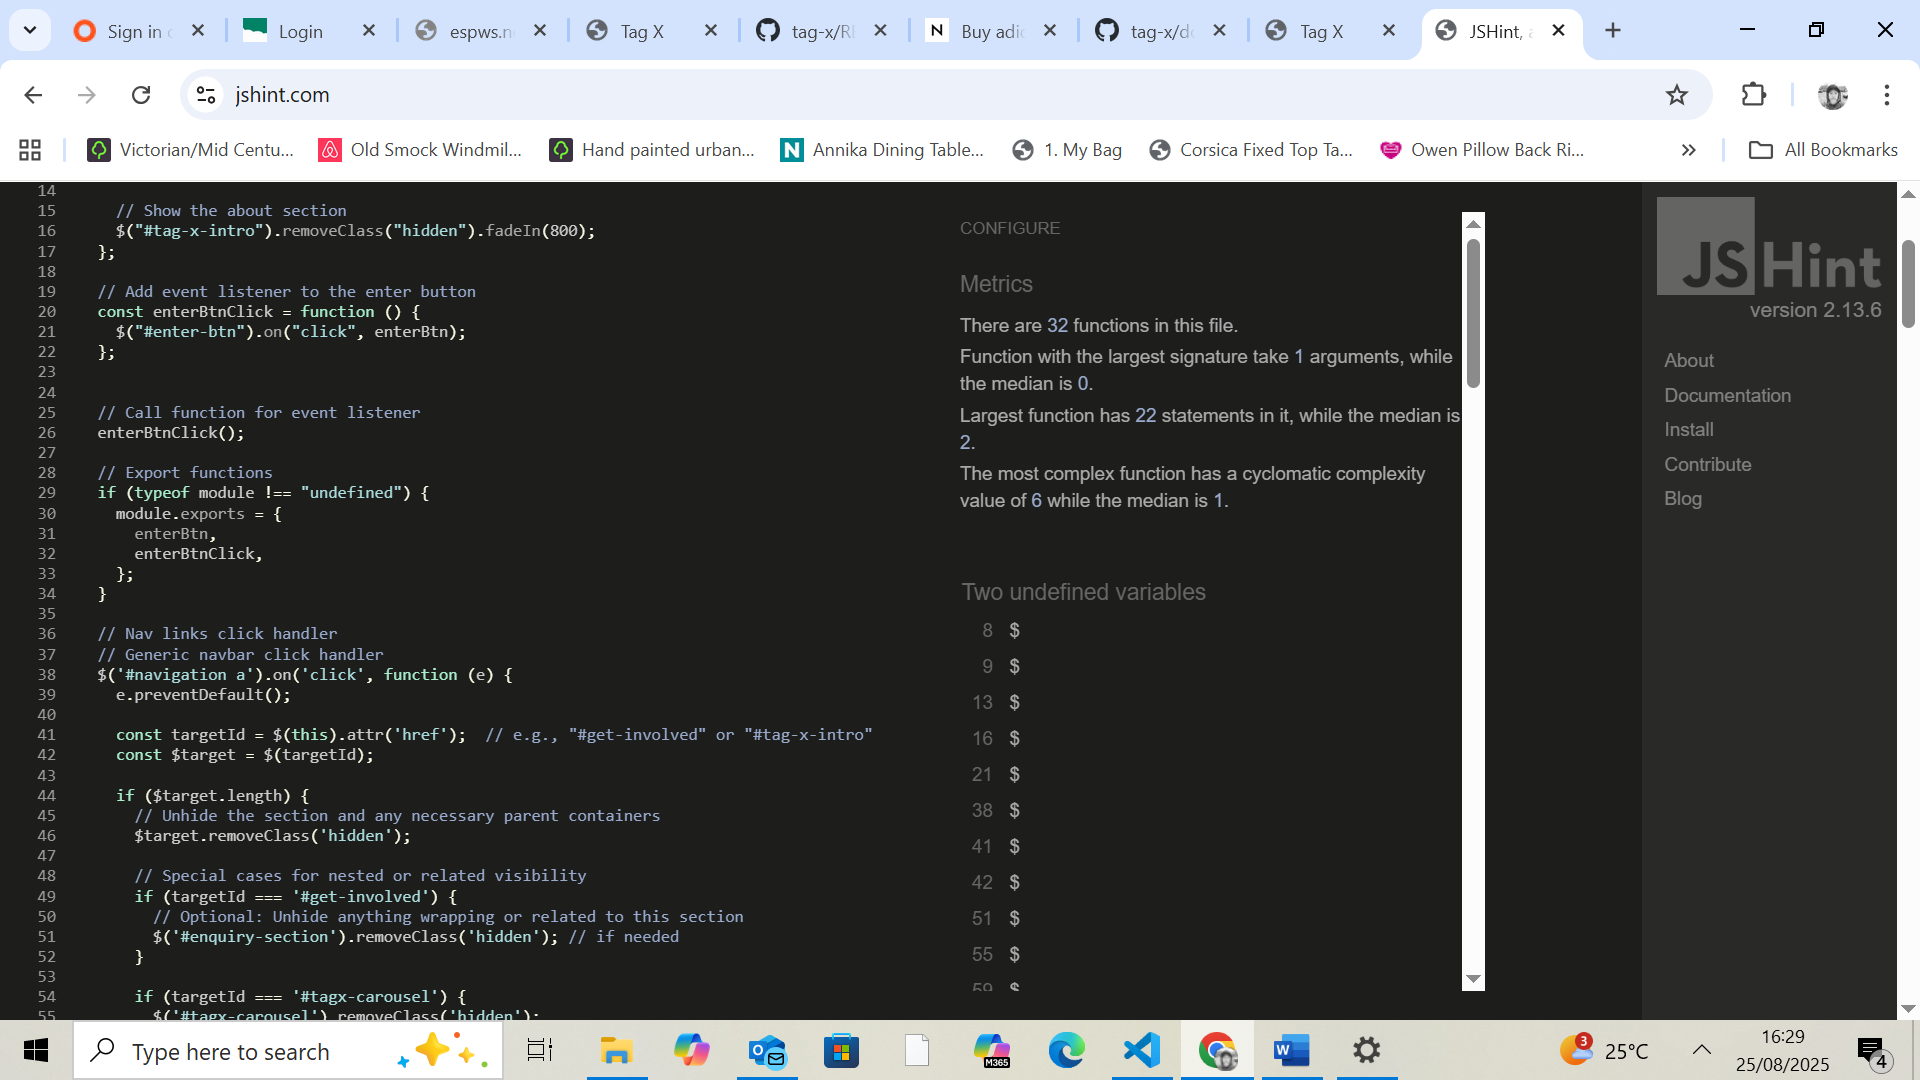 Sign in
Login
espws.n
Tag X
tag-x/R
Buy adi
tag-x/d
Tag X
JSHint,
jshint.com
Victorian/Mid Centu...
Old Smock Windmil...
Hand painted urban...
Annika Dining Table...
1. My Bag
Corsica Fixed Top Ta...
Owen Pillow Back Ri...
»
All Bookmarks
14
15 // Show the about section
16 $("#tag-x-intro").removeClass("hidden").fadeIn(800);
17 };
18
19 // Add event listener to the enter button
20 const enterBtnClick = function () {
21 $("#enter-btn").on("click", enterBtn);
22 };
23
24
25 // Call function for event listener
26 enterBtnClick();
27
28 // Export functions
29 if (typeof module !== "undefined") {
30 module.exports = {
31 enterBtn,
32 enterBtnClick,
33 };
34 }
35
36 // Nav links click handler
37 // Generic navbar click handler
38 $('#navigation a').on('click', function (e) {
39 e.preventDefault();
40
41 const targetId = $(this).attr('href'); // e.g., "#get-involved" or "#tag-x-intro"
42 const $target = $(targetId);
43
44 if ($target.length) {
45 // Unhide the section and any necessary parent containers
46 $target.removeClass('hidden');
47
48 // Special cases for nested or related visibility
49 if (targetId === '#get-involved') {
50 // Optional: Unhide anything wrapping or related to this section
51 $('#enquiry-section').removeClass('hidden'); // if needed
52 }
53
54 if (targetId === '#tagx-carousel') {
55 $('#tagx-carousel').removeClass('hidden');
CONFIGURE
Metrics
There are 32 functions in this file.
Function with the largest signature take 1 arguments, while
the median is 0.
Largest function has 22 statements in it, while the median is
2.
The most complex function has a cyclomatic complexity
value of 6 while the median is 1.
Two undefined variables
8 $
9 $
13 $
16 $
21 $
38 $
41 $
42 $
51 $
55 $
59 $
JSHint
version 2.13.6
About
Documentation
Install
Contribute
Blog
Type here to search
M365
3
25°C
16:29
25/08/2025
4